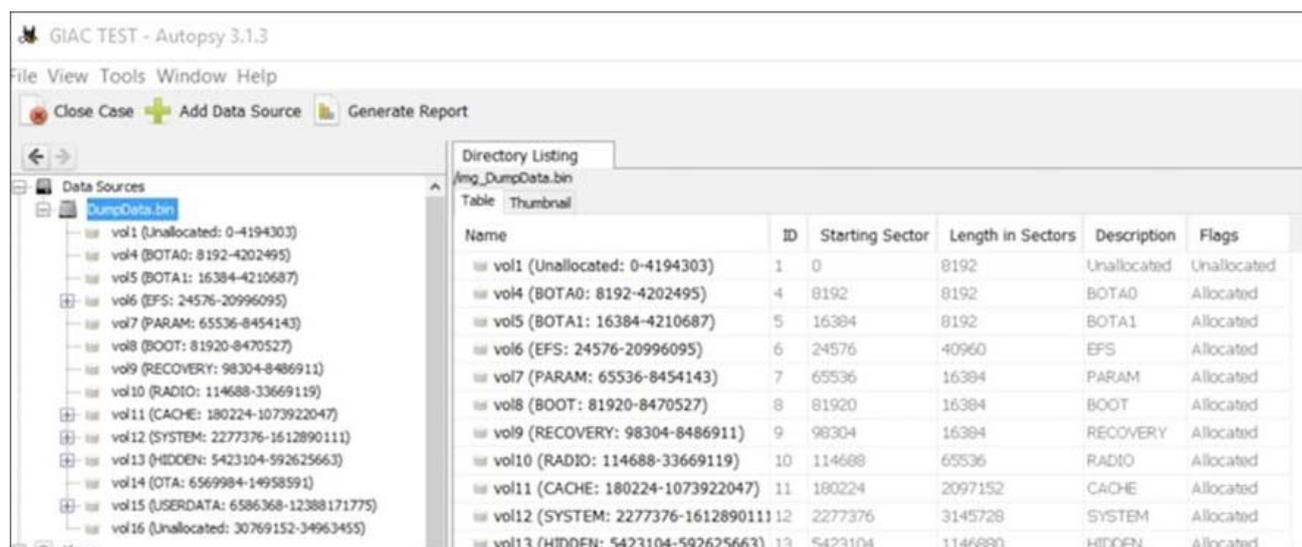 GIAC TEST - Autopsy 3.1.3
File View Tools Window Help
Close Case Add Data Source Generate Report
Directory Listing
/img_DumpData.bin
Table Thumbnail
Data Sources
DumpData.bin
vol1 (Unallocated: 0-4194303)
vol4 (BOTA0: 8192-4202495)
vol5 (BOTA1: 16384-4210687)
vol6 (EFS: 24576-20996095)
vol7 (PARAM: 65536-8454143)
vol8 (BOOT: 81920-8470527)
vol9 (RECOVERY: 98304-8486911)
vol10 (RADIO: 114688-33669119)
vol11 (CACHE: 180224-1073922047)
vol12 (SYSTEM: 2277376-1612890111)
vol13 (HIDDEN: 5423104-592625663)
vol14 (OTA: 6569984-14958591)
vol15 (USERDATA: 6586368-12388171775)
vol16 (Unallocated: 30769152-34963455)
Name ID Starting Sector Length in Sectors Description Flags
vol1 (Unallocated: 0-4194303) 1 0 8192 Unallocated Unallocated
vol4 (BOTA0: 8192-4202495) 4 8192 8192 BOTA0 Allocated
vol5 (BOTA1: 16384-4210687) 5 16384 8192 BOTA1 Allocated
vol6 (EFS: 24576-20996095) 6 24576 40960 EFS Allocated
vol7 (PARAM: 65536-8454143) 7 65536 16384 PARAM Allocated
vol8 (BOOT: 81920-8470527) 8 81920 16384 BOOT Allocated
vol9 (RECOVERY: 98304-8486911) 9 98304 16384 RECOVERY Allocated
vol10 (RADIO: 114688-33669119) 10 114688 65536 RADIO Allocated
vol11 (CACHE: 180224-1073922047) 11 180224 2097152 CACHE Allocated
vol12 (SYSTEM: 2277376-1612890111 12 2277376 3145728 SYSTEM Allocated
vol13 (HIDDEN: 5423104-592625663) 13 5423104 1146880 HIDDEN Allocated